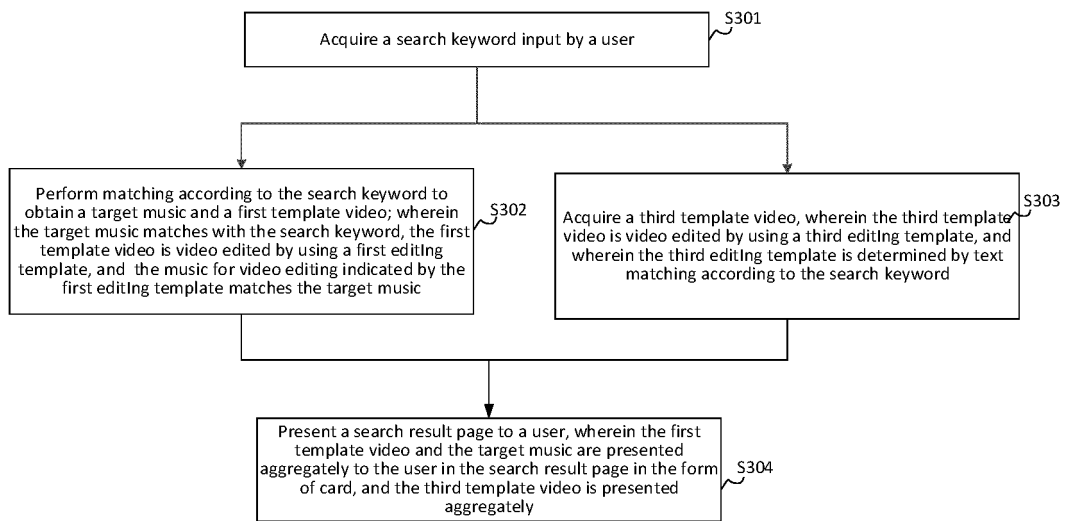 S301
Acquire a search keyword input by a user
Perform matching according to the search keyword to
obtain a target music and a first template video; wherein
the target music matches with the search keyword, the
first template video is video edited by using a first editIng
template, and the music for video editing indicated by the
first editIng template matches the target music
S302
Acquire a third template video, wherein the third template
video is video edited by using a third editIng template, and
wherein the third editIng template is determined by text
matching according to the search keyword
S303
Present a search result page to a user, wherein the first
template video and the target music are presented
aggregately to the user in the search result page in the form
of card, and the third template video is presented
aggregately
S304